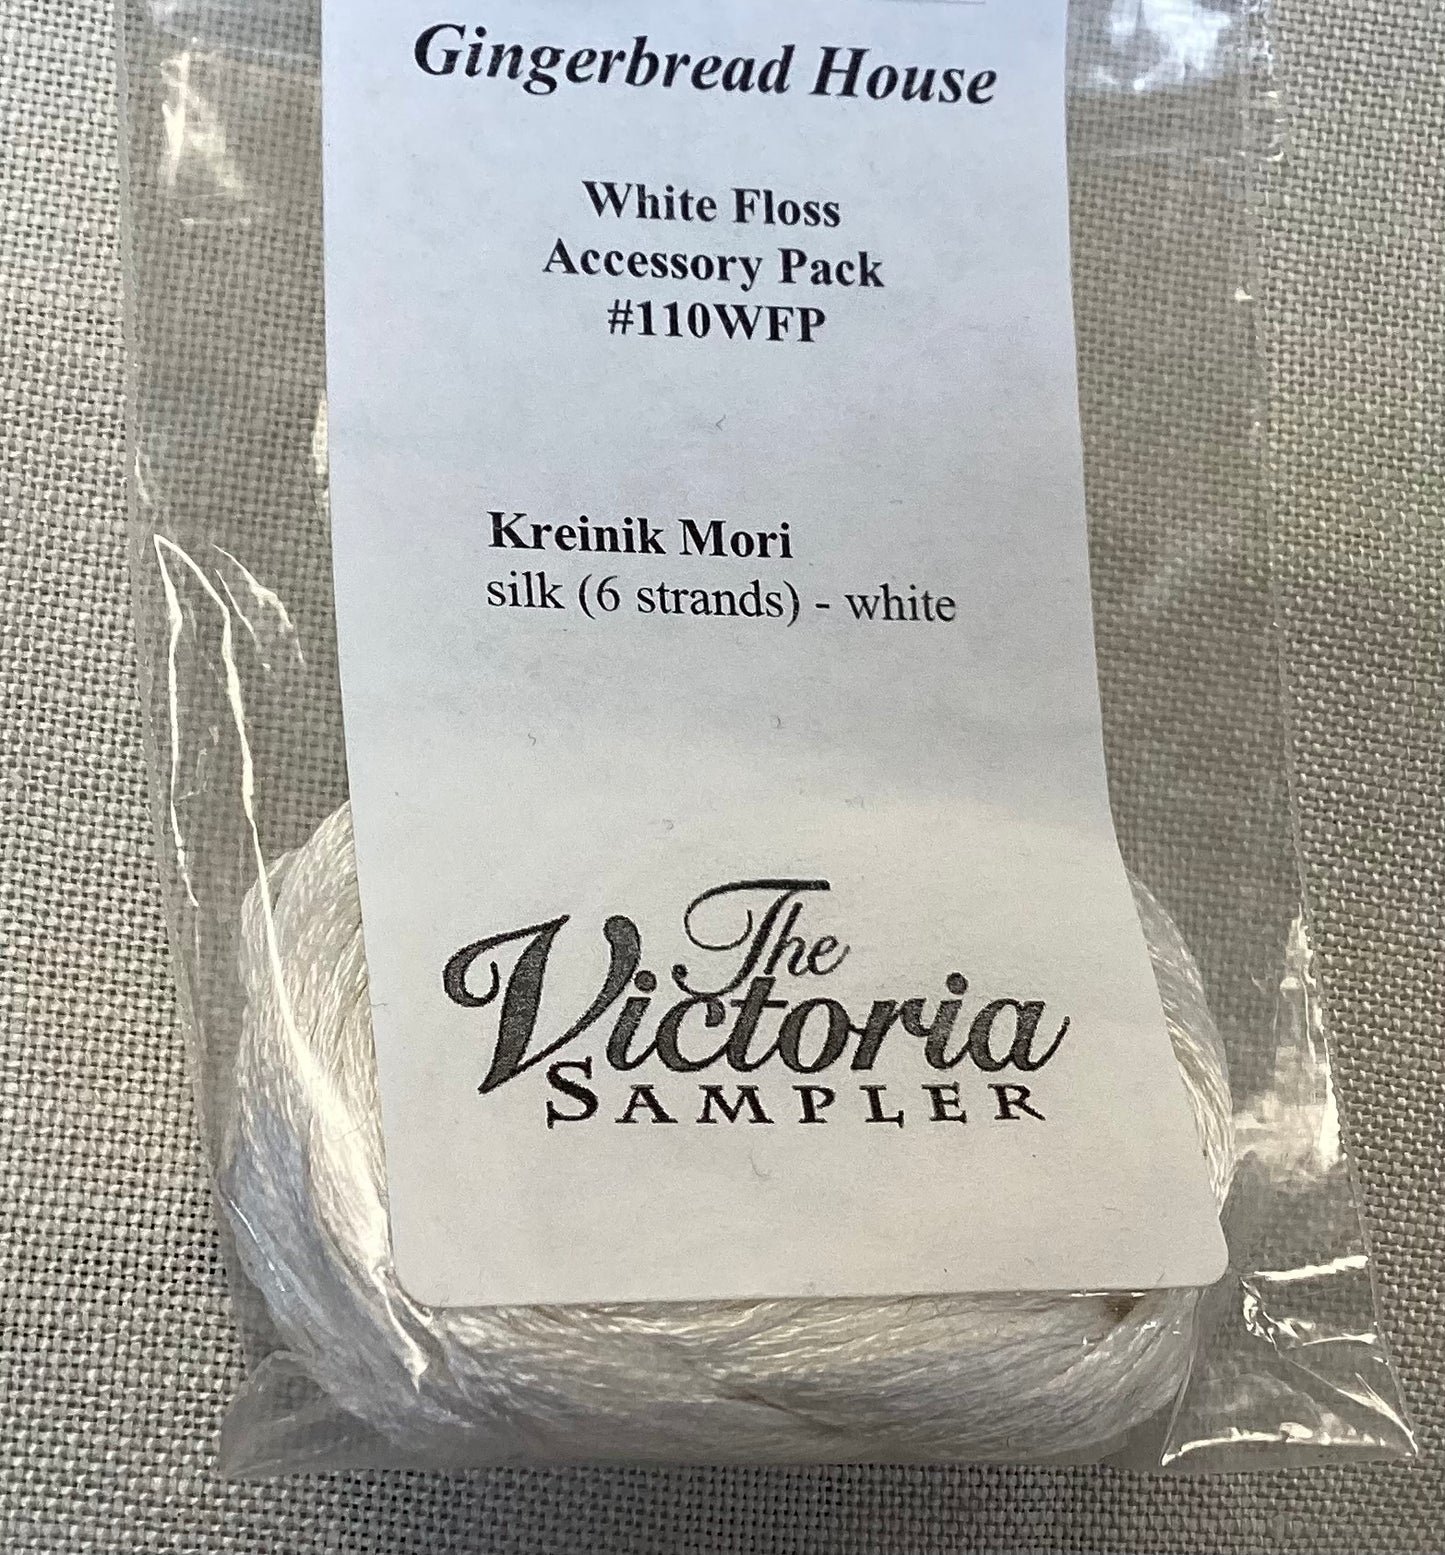 Gingerbread House
White Floss
Accessory Pack
#110WFP
Kreinik Mori
silk (6 strands) - white
The
Victoria
SAMPLER